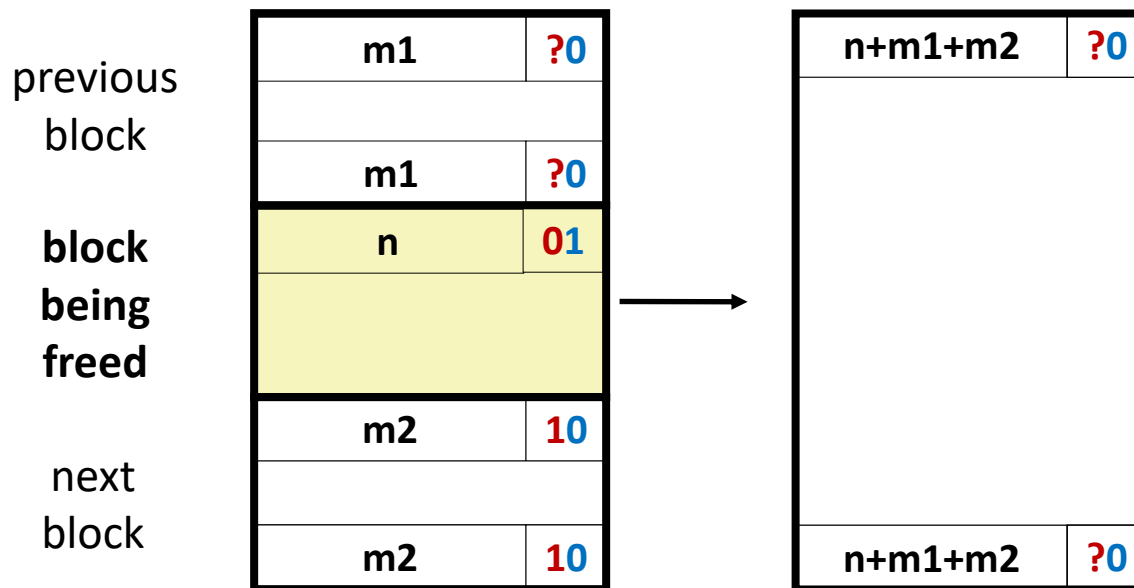 m1 ?0
previous
block
m1 ?0
block
being
freed
n 01
m2 10
next
block
m2 10
n+m1+m2 ?0
n+m1+m2 ?0